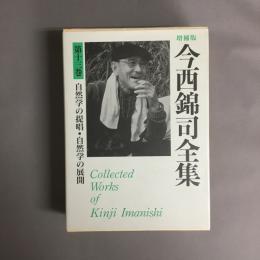 増補版
今西錦司全集
第十三巻
自然学の提唱・自然学の展開
Collected
Works
of
Kinji Imanishi